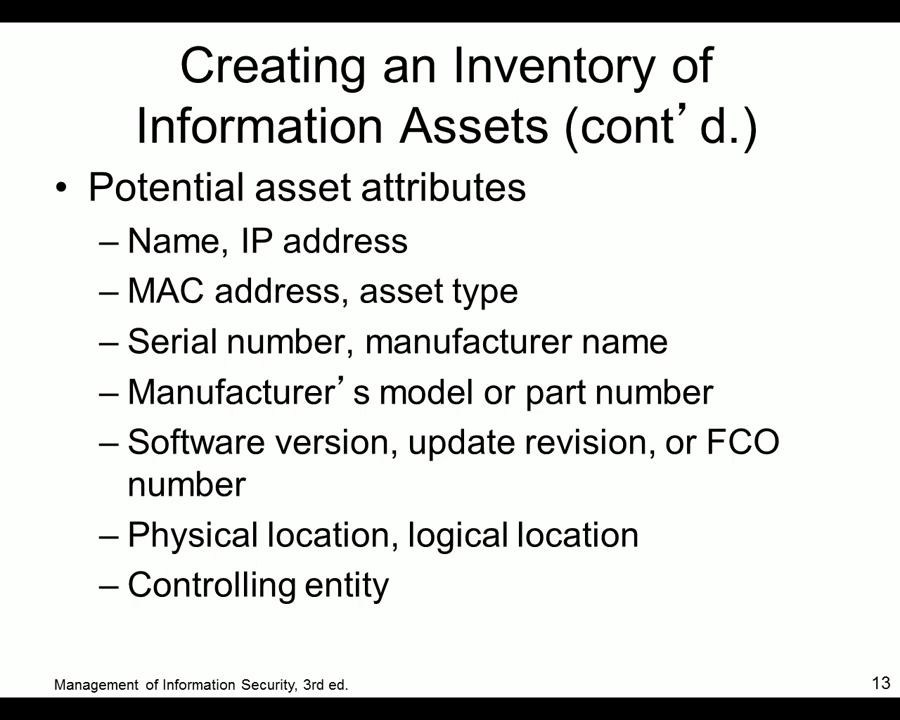 Creating an Inventory of
Information Assets (cont’d.)
• Potential asset attributes
– Name, IP address
– MAC address, asset type
– Serial number, manufacturer name
– Manufacturer’s model or part number
– Software version, update revision, or FCO
number
– Physical location, logical location
– Controlling entity
Management of Information Security, 3rd ed.
13